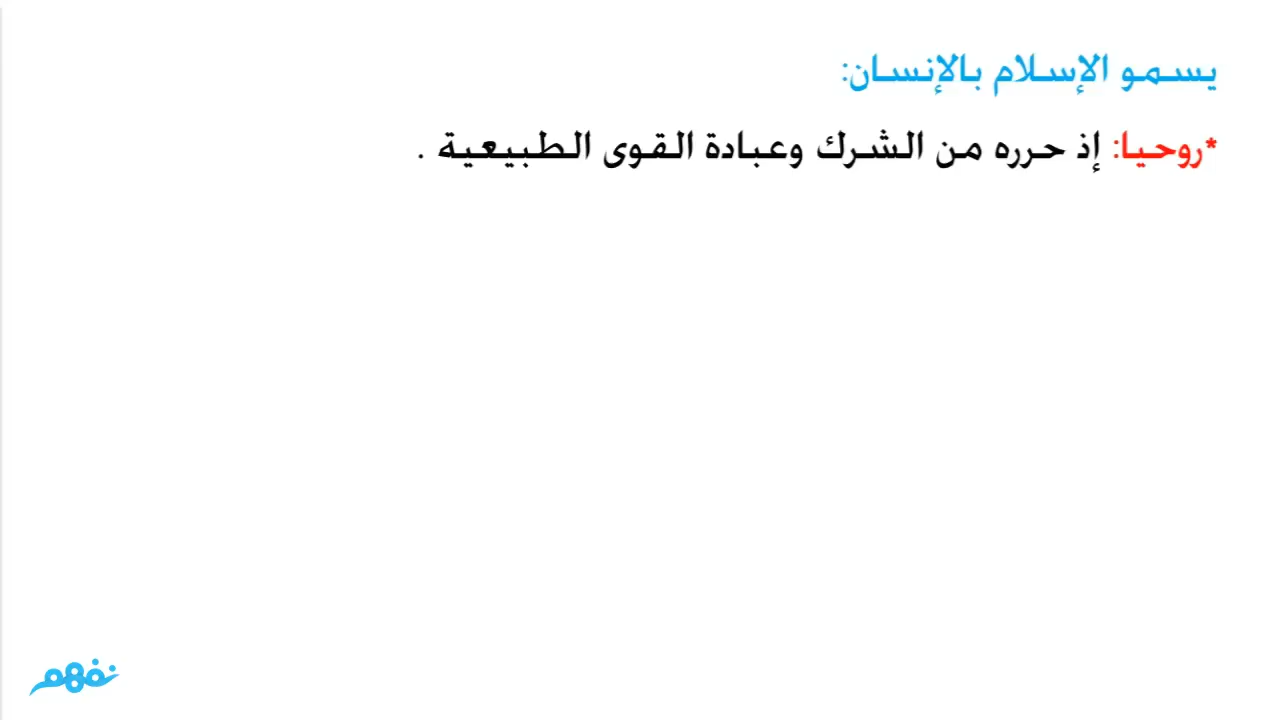 يسمو الإسلام بالإنسان:
*روحيا: إذ حرره من الشرك وعبادة القوى الطبيعية .
نفهم